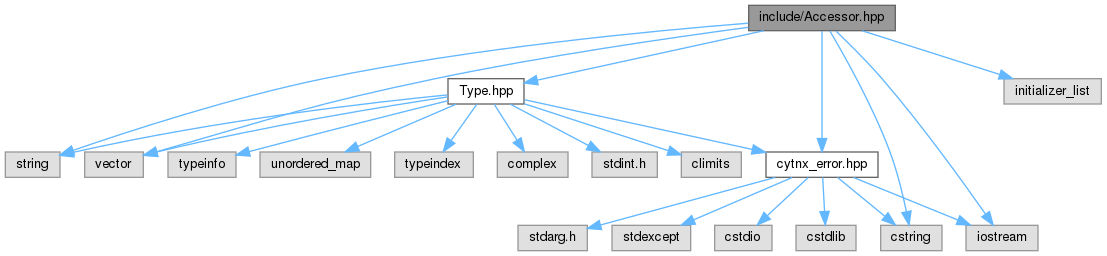 include/Accessor.hpp
Type.hpp
initializer_list
string
vector
typeinfo
unordered_map
typeindex
complex
stdint.h
climits
cytnx_error.hpp
stdarg.h
stdexcept
cstdio
cstdlib
cstring
iostream